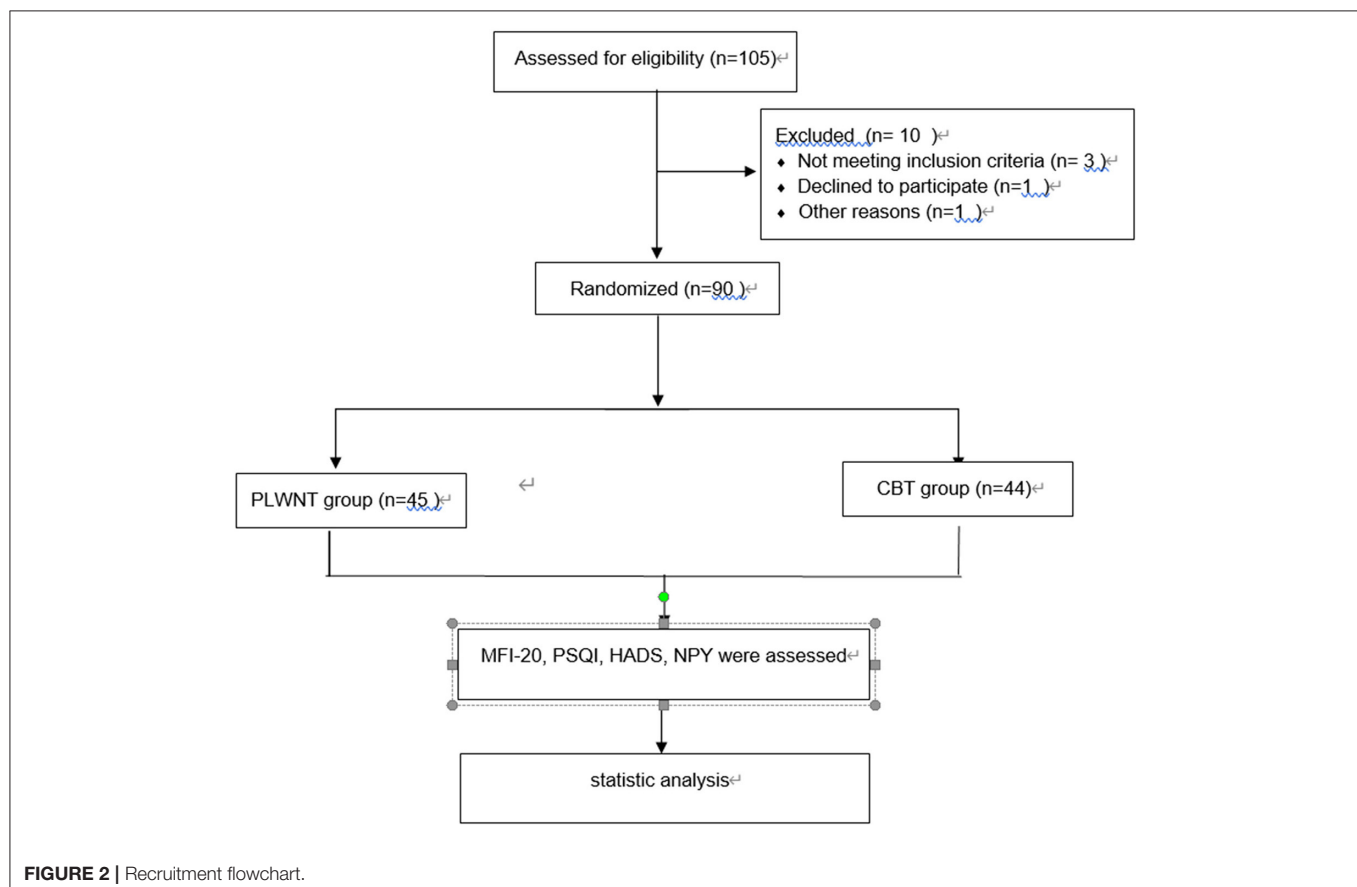 Assessed for eligibility (n=105)↵
Excluded (n= 10 )↵
♦ Not meeting inclusion criteria (n= 3 )↵
♦ Declined to participate (n=1 )↵
♦ Other reasons (n=1 )↵
Randomized (n=90 )↵
PLWNT group (n=45 )↵
↵
CBT group (n=44)↵
MFI-20, PSQI, HADS, NPY were assessed↵
statistic analysis↵
FIGURE 2 | Recruitment flowchart.